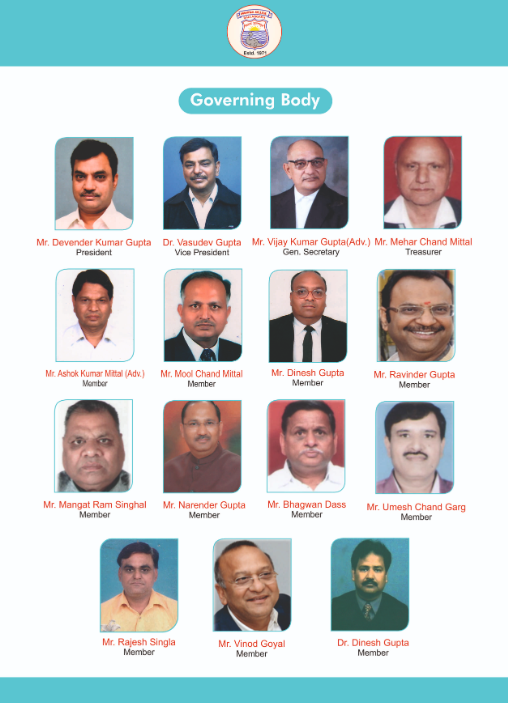 Estd. 1971
Governing Body
Mr. Devender Kumar Gupta
President
Dr. Vasudev Gupta
Vice President
Mr. Vijay Kumar Gupta(Adv.)
Gen. Secretary
Mr. Mehar Chand Mittal
Treasurer
Mr. Ashok Kumar Mittal (Adv.)
Member
Mr. Mool Chand Mittal
Member
Mr. Dinesh Gupta
Member
Mr. Ravinder Gupta
Member
Mr. Mangat Ram Singhal
Member
Mr. Narender Gupta
Member
Mr. Bhagwan Dass
Member
Mr. Umesh Chand Garg
Member
Mr. Rajesh Singla
Member
Mr. Vinod Goyal
Member
Dr. Dinesh Gupta
Member